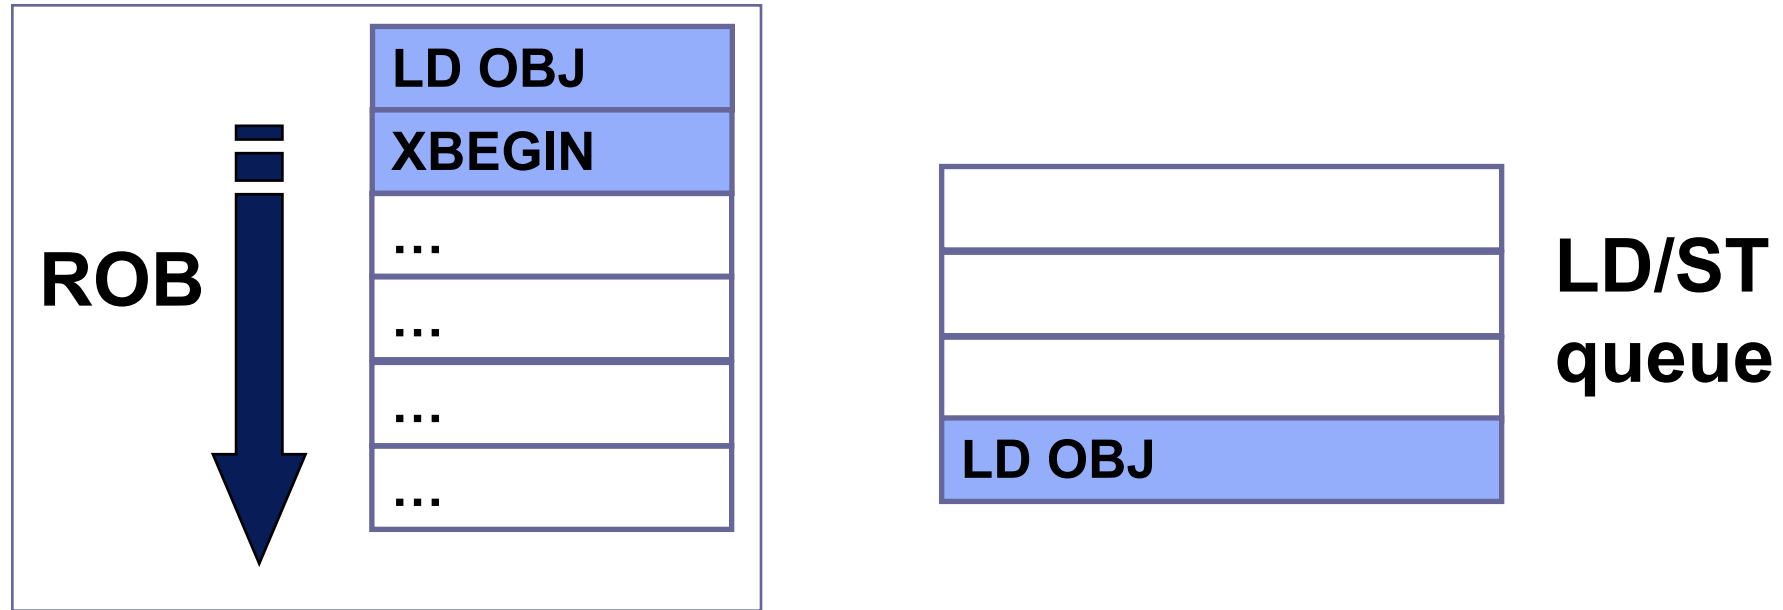 ROB
LD OBJ
XBEGIN
…
…
…
…
LD OBJ
LD/ST
queue